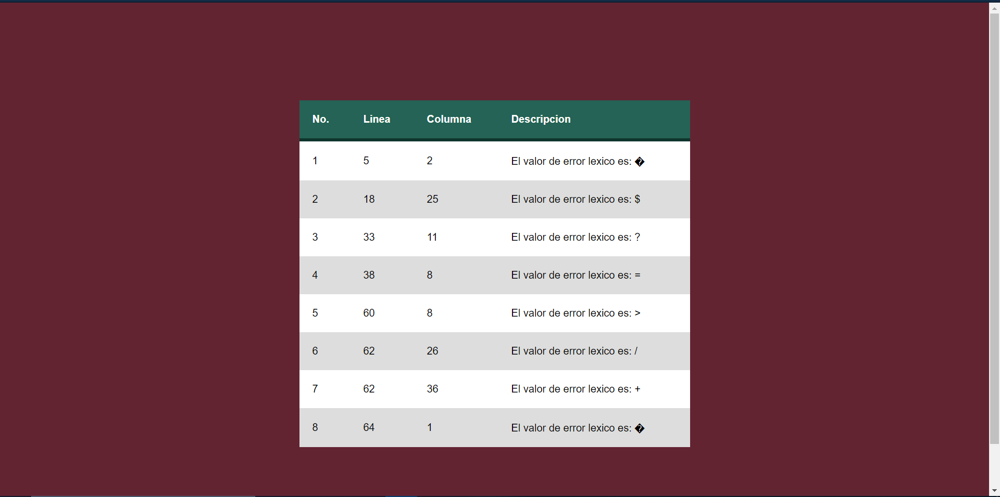 No. Linea Columna Descripcion
1 5 2 El valor de error lexico es: �
2 18 25 El valor de error lexico es: $
3 33 11 El valor de error lexico es: ?
4 38 8 El valor de error lexico es: =
5 60 8 El valor de error lexico es: >
6 62 26 El valor de error lexico es: /
7 62 36 El valor de error lexico es: +
8 64 1 El valor de error lexico es: �